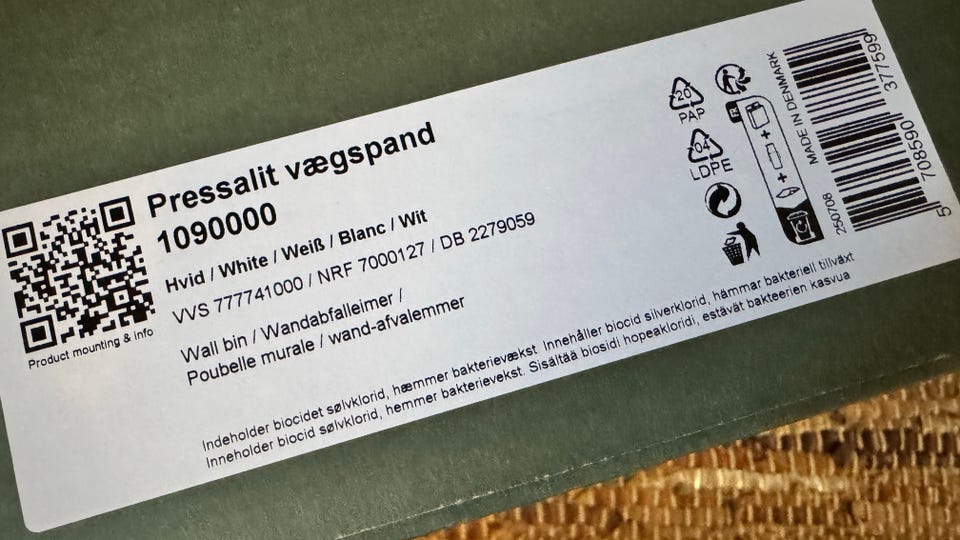 Pressalit vægspand
1090000
Hvid / White / Weiß / Blanc / Wit
VVS 777741000 / NRF 7000127 / DB 2279059
Wall bin / Wandabfalleimer /
Poubelle murale / wand-afvalemmer
Product mounting & info
Indeholder biocidet sølvklorid, hæmmer bakterievækst. Innehåller biocid silverklorid, hämmar bakteriell tillväxt
Inneholder biocid sølvklorid, hemmer bakterievekst. Sisältää biosidi hopeakloridi, estävät bakteerien kasvua
20
PAP
04
LDPE
R
250708
MADE IN DENMARK
5 708590 377599